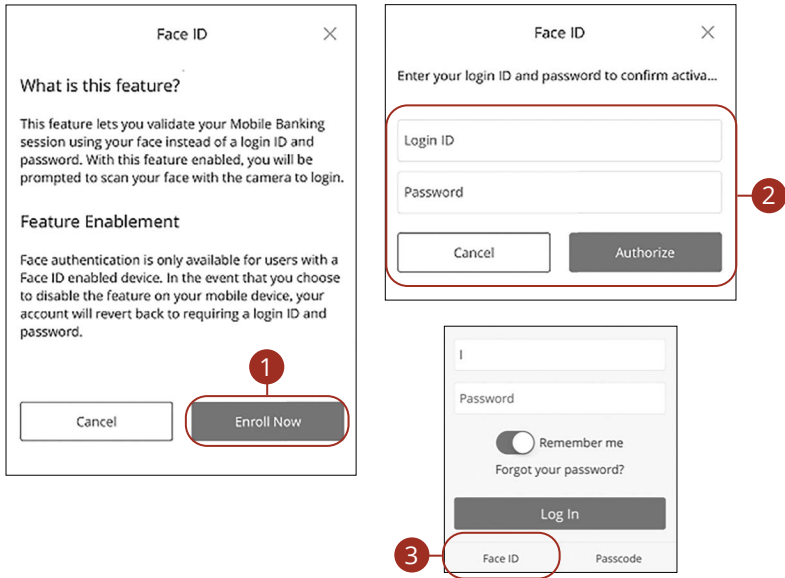 Face ID
What is this feature?
This feature lets you validate your Mobile Banking
session using your face instead of a login ID and
password. With this feature enabled, you will be
prompted to scan your face with the camera to login.
Feature Enablement
Face authentication is only available for users with a
Face ID enabled device. In the event that you choose
to disable the feature on your mobile device, your
account will revert back to requiring a login ID and
password.
1
Cancel
Enroll Now
Face ID
Enter your login ID and password to confirm activa...
Login ID
Password
2
Cancel
Authorize
l
Password
Remember me
Forgot your password?
Log In
3
Face ID
Passcode